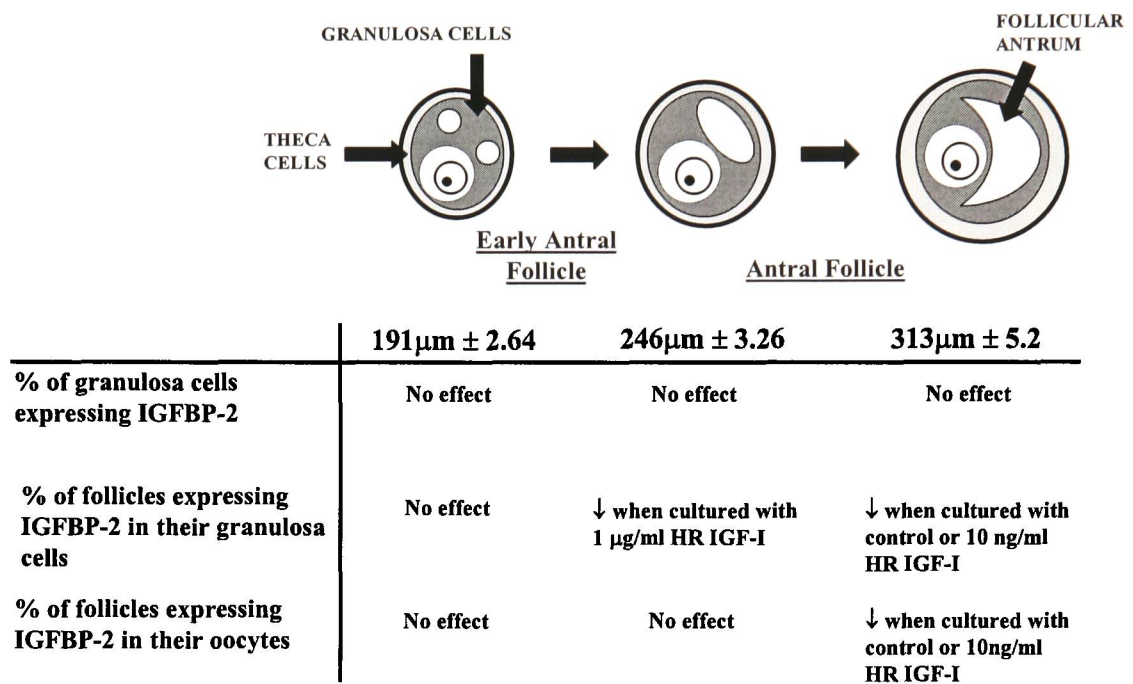 GRANULOSA CELLS
FOLLICULAR
ANTRUM
THECA
CELLS
Early Antral
Follicle
Antral Follicle
191µm ± 2.64
246µm ± 3.26
313µm ± 5.2
% of granulosa cells
expressing IGFBP-2
No effect
No effect
No effect
% of follicles expressing
IGFBP-2 in their granulosa
cells
No effect
↓ when cultured with
1 µg/ml HR IGF-I
↓ when cultured with
control or 10 ng/ml
HR IGF-I
% of follicles expressing
IGFBP-2 in their oocytes
No effect
No effect
↓ when cultured with
control or 10ng/ml
HR IGF-I